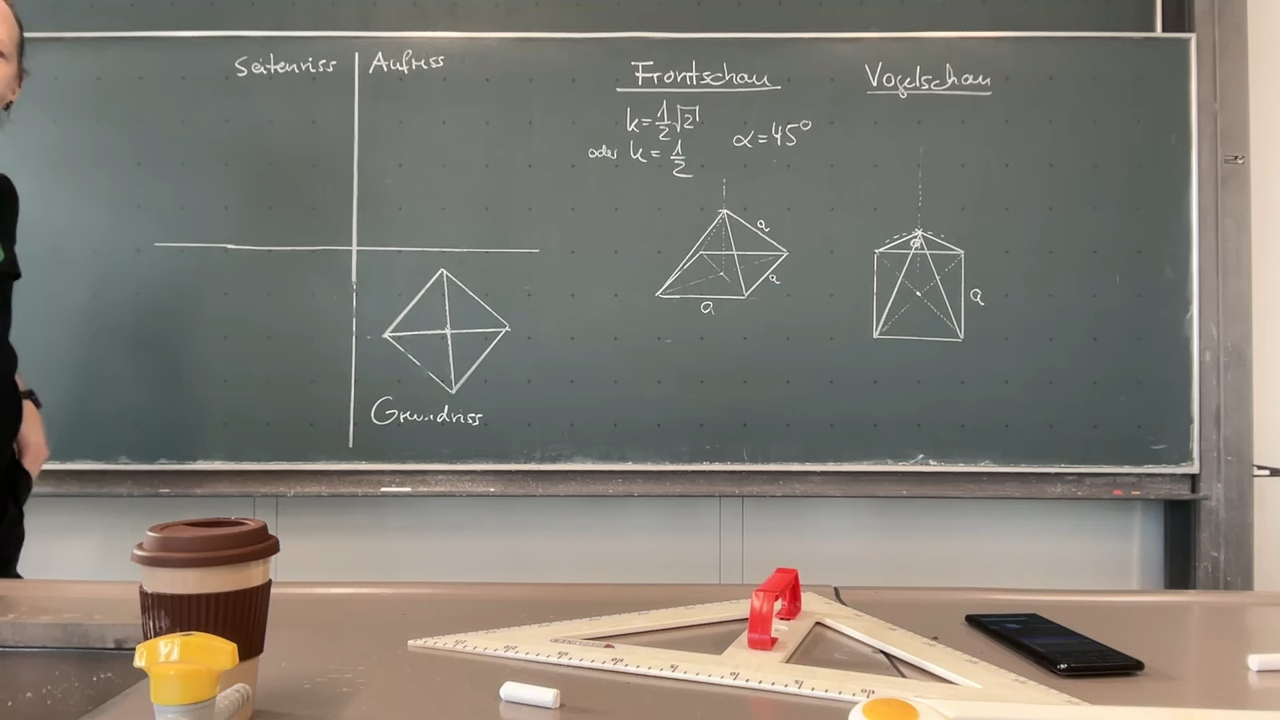 Seitenriss
Aufriss
Grundriss
Frontschau
k=½√2
oder k=½
α=45°
a
a
a
Vogelschau
a